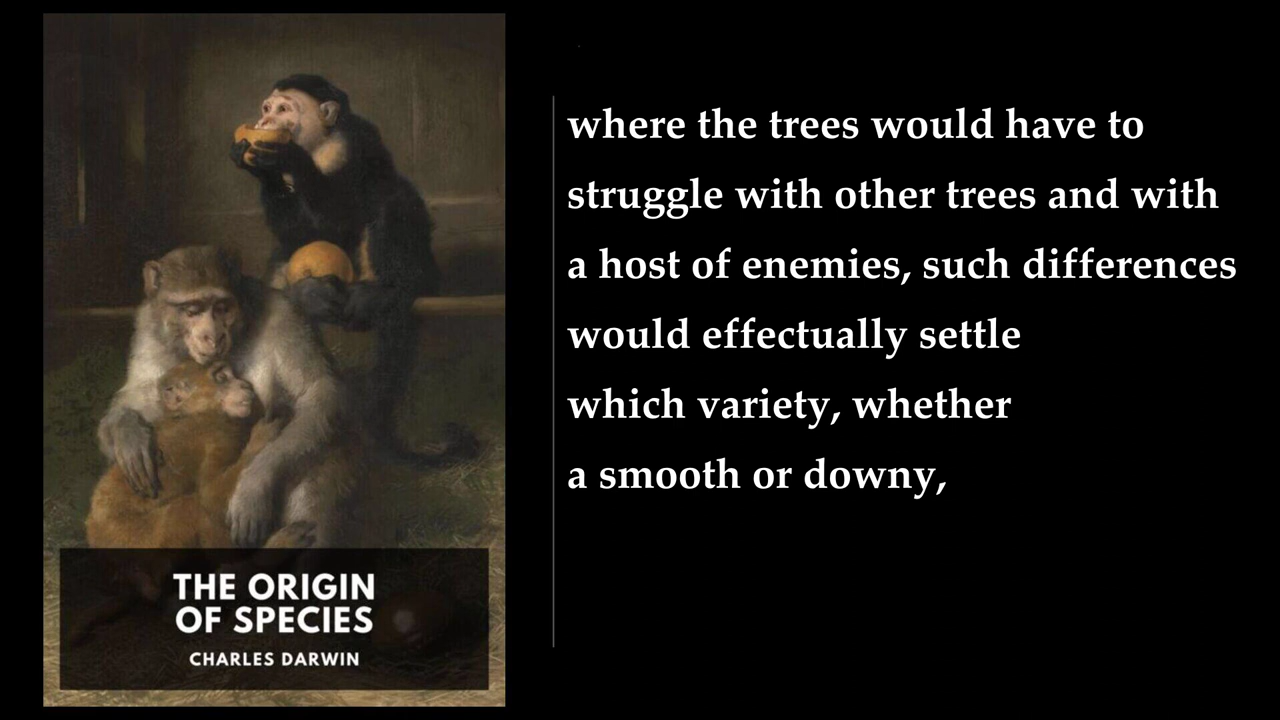 where the trees would have to
struggle with other trees and with
a host of enemies, such differences
would effectually settle
which variety, whether
a smooth or downy,
THE ORIGIN
OF SPECIES
CHARLES DARWIN